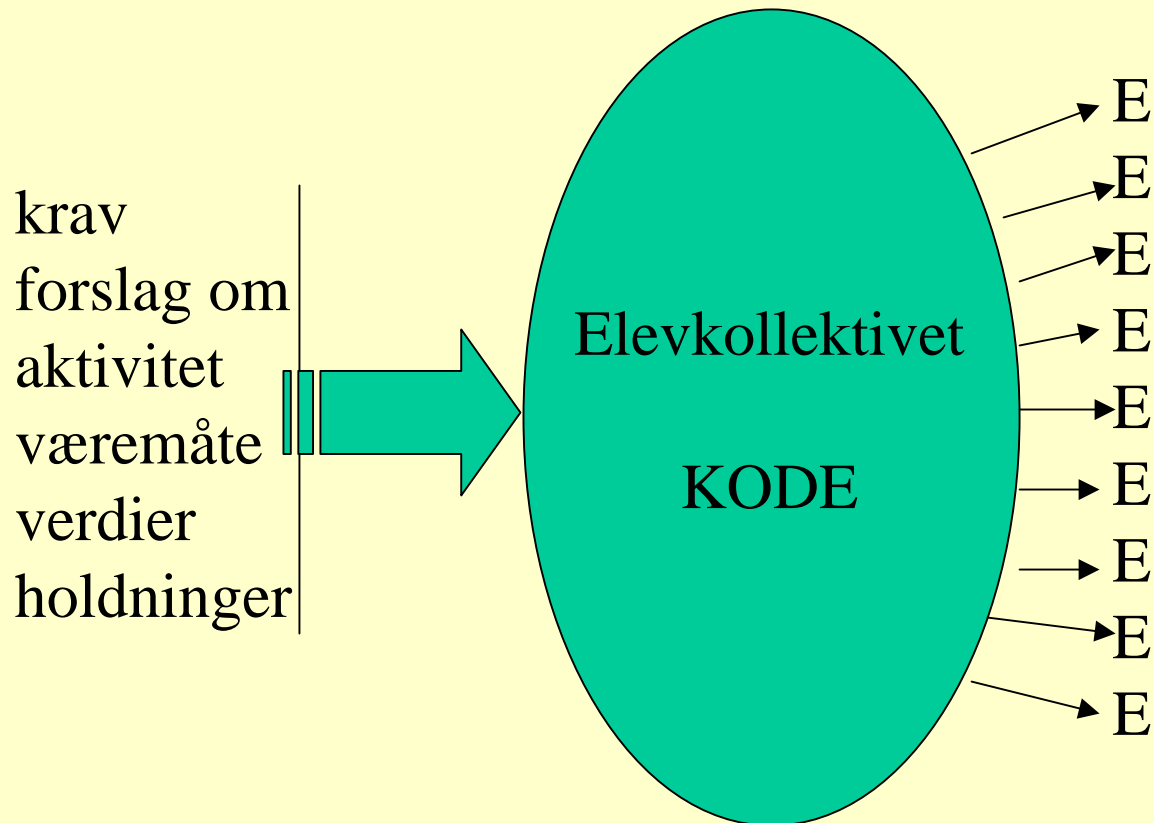 krav
forslag om
aktivitet
væremåte
verdier
holdninger
Elevkollektivet
KODE
E
E
E
E
E
E
E
E
E